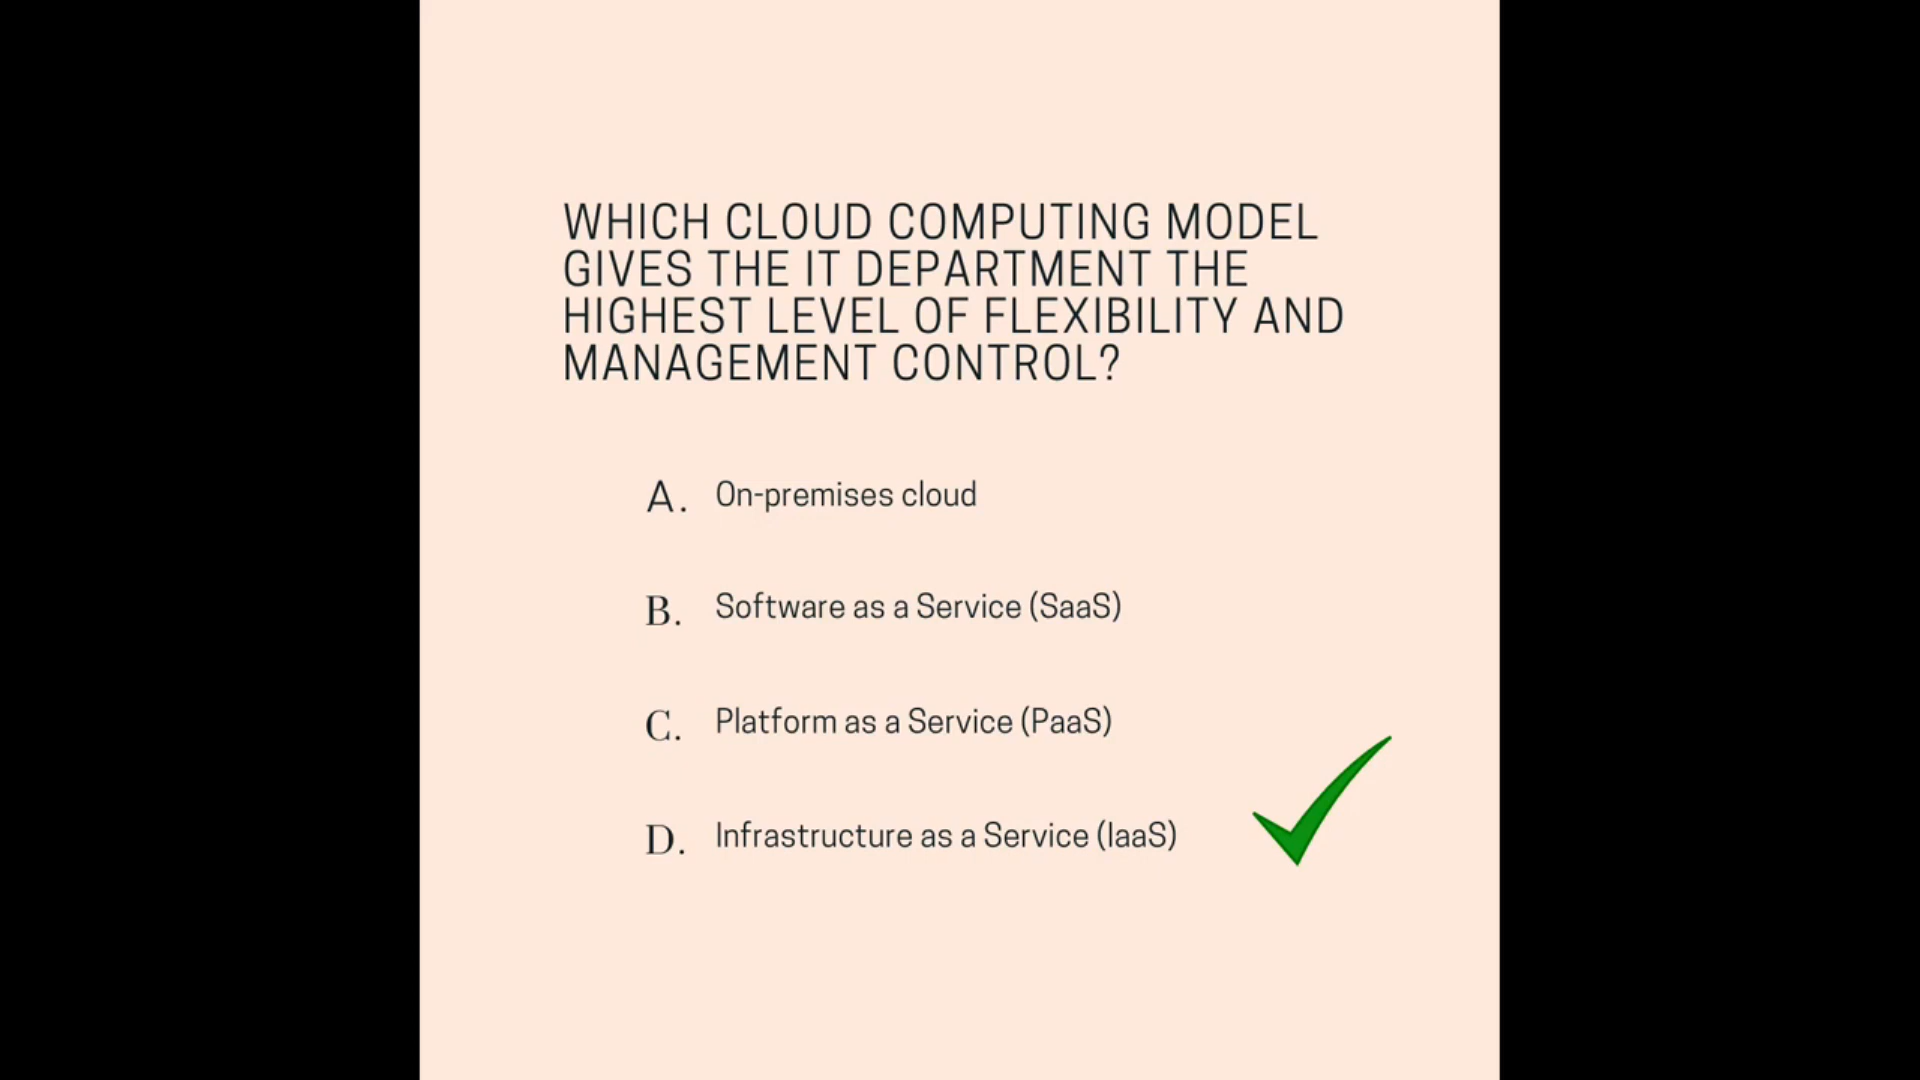 WHICH CLOUD COMPUTING MODEL
GIVES THE IT DEPARTMENT THE
HIGHEST LEVEL OF FLEXIBILITY AND
MANAGEMENT CONTROL?
A. On-premises cloud
B. Software as a Service (SaaS)
C. Platform as a Service (PaaS)
D. Infrastructure as a Service (IaaS)